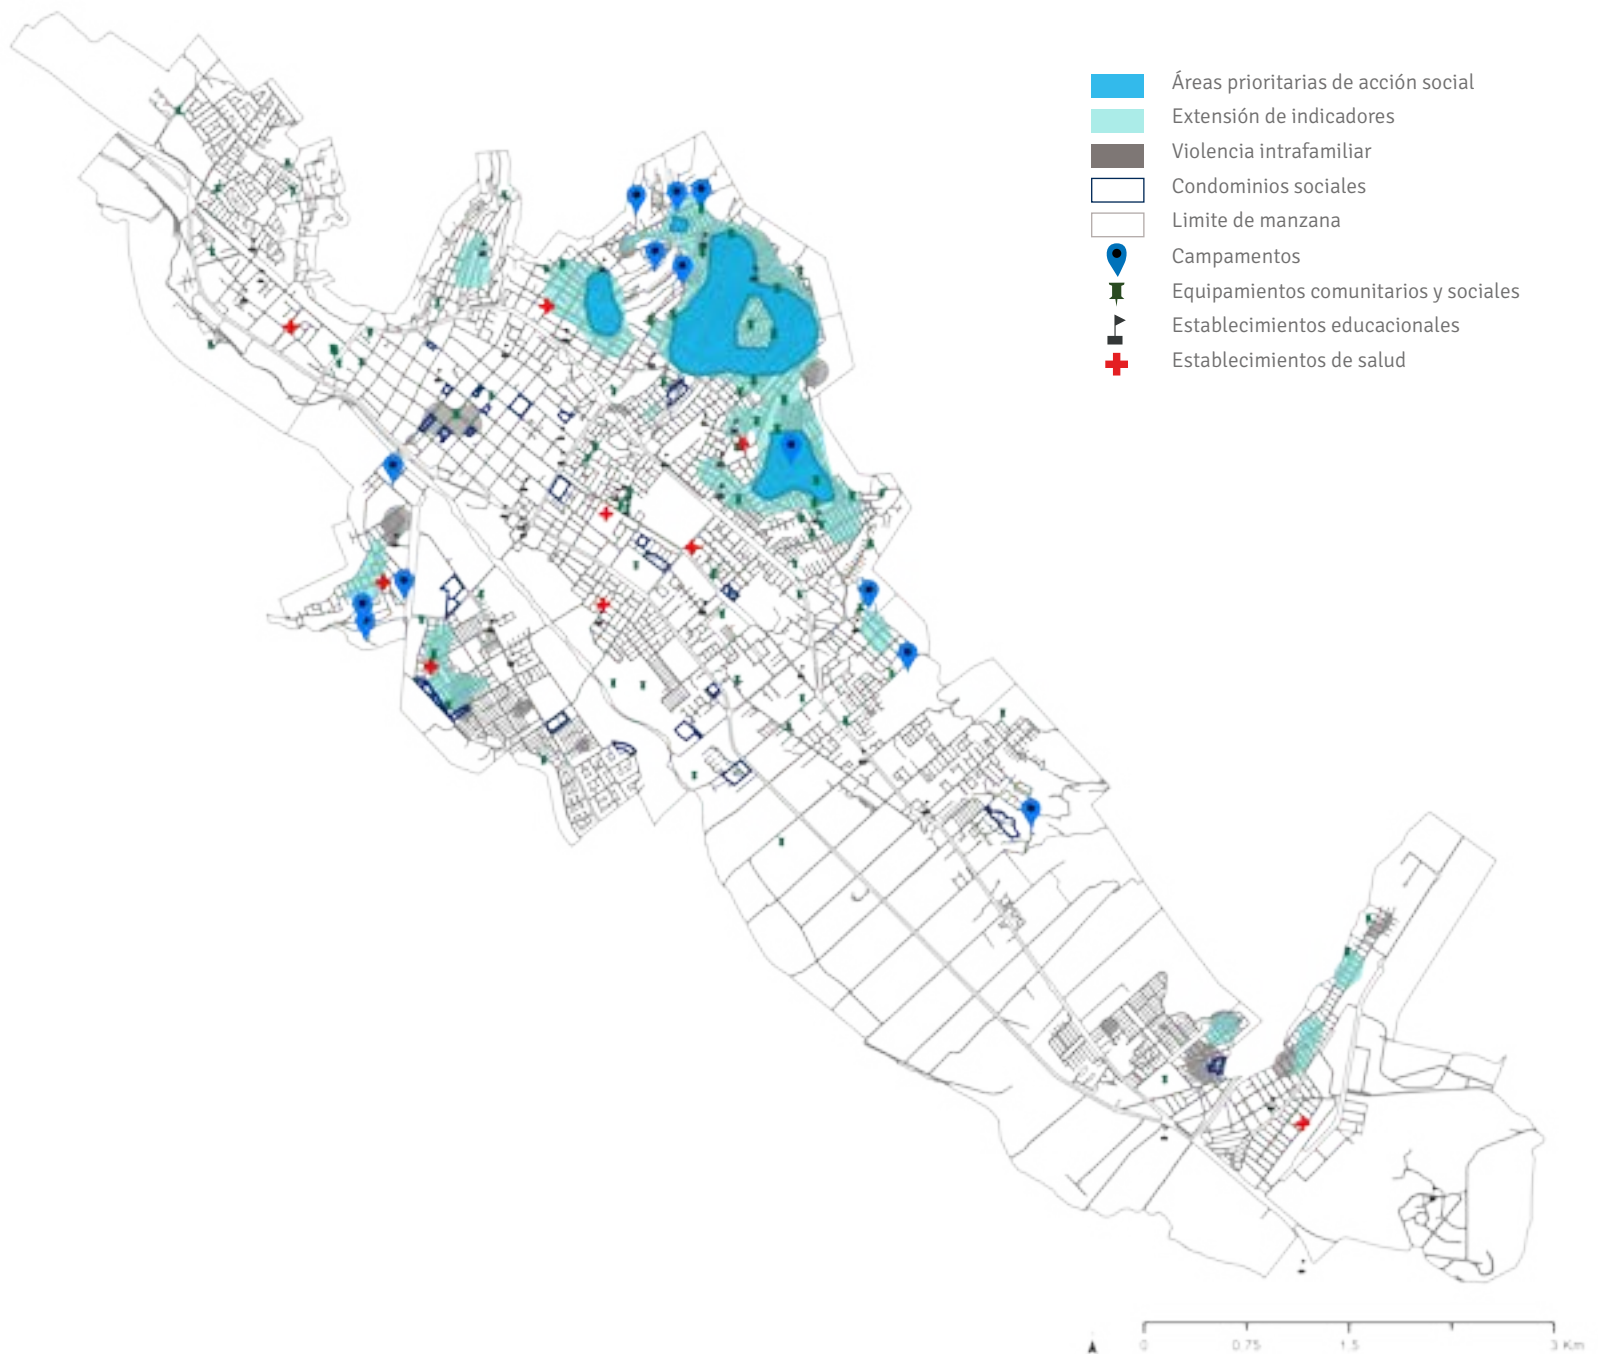 Áreas prioritarias de acción social
Extensión de indicadores
Violencia intrafamiliar
Condominios sociales
Limite de manzana
Campamentos
Equipamientos comunitarios y sociales
Establecimientos educacionales
Establecimientos de salud
0 0.75 1.5 3 Km